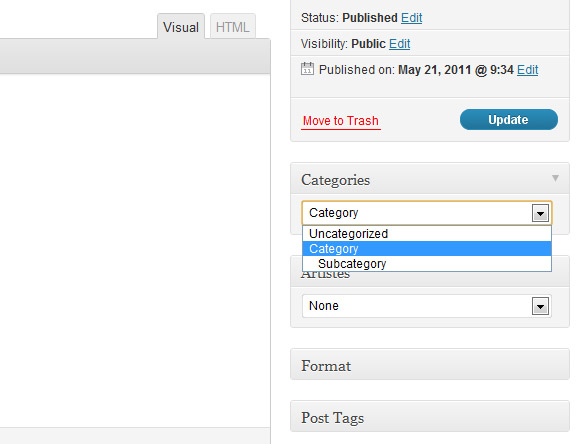 Visual HTML
Status: Published Edit
Visibility: Public Edit
Published on: May 21, 2011 @ 9:34 Edit
Move to Trash Update
Categories
Category
Uncategorized
Category
Subcategory
Artistes
None
Format
Post Tags